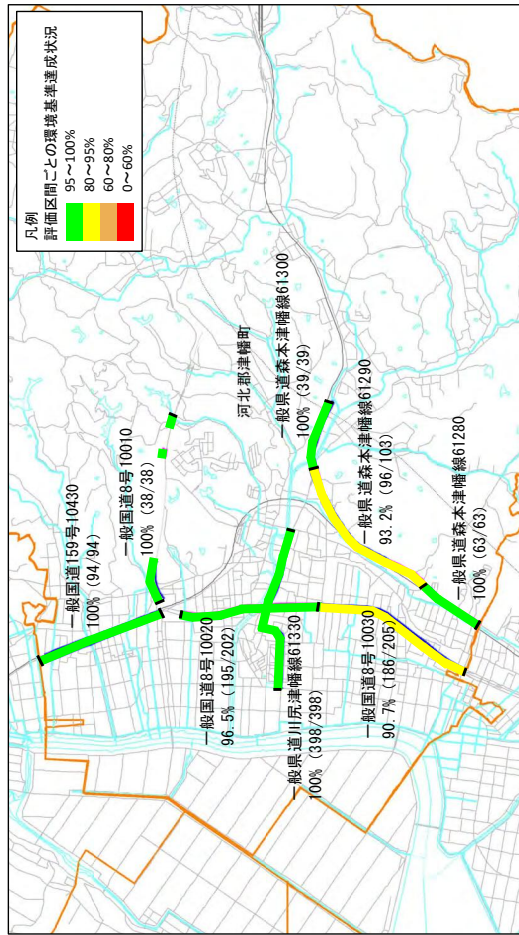 凡例
評価区間ごとの環境基準達成状況
95～100%
80～95%
60～80%
0～60%
一般国道159号10430
100% (94/94)
一般国道8号10010
100% (38/38)
河北郡津幡町
一般国道8号10020
96.5% (195/202)
一般県道川尻津幡線61330
100% (398/398)
一般国道8号10030
90.7% (186/205)
一般県道森本津幡線61300
100% (39/39)
一般県道森本津幡線61290
93.2% (96/103)
一般県道森本津幡線61280
100% (63/63)